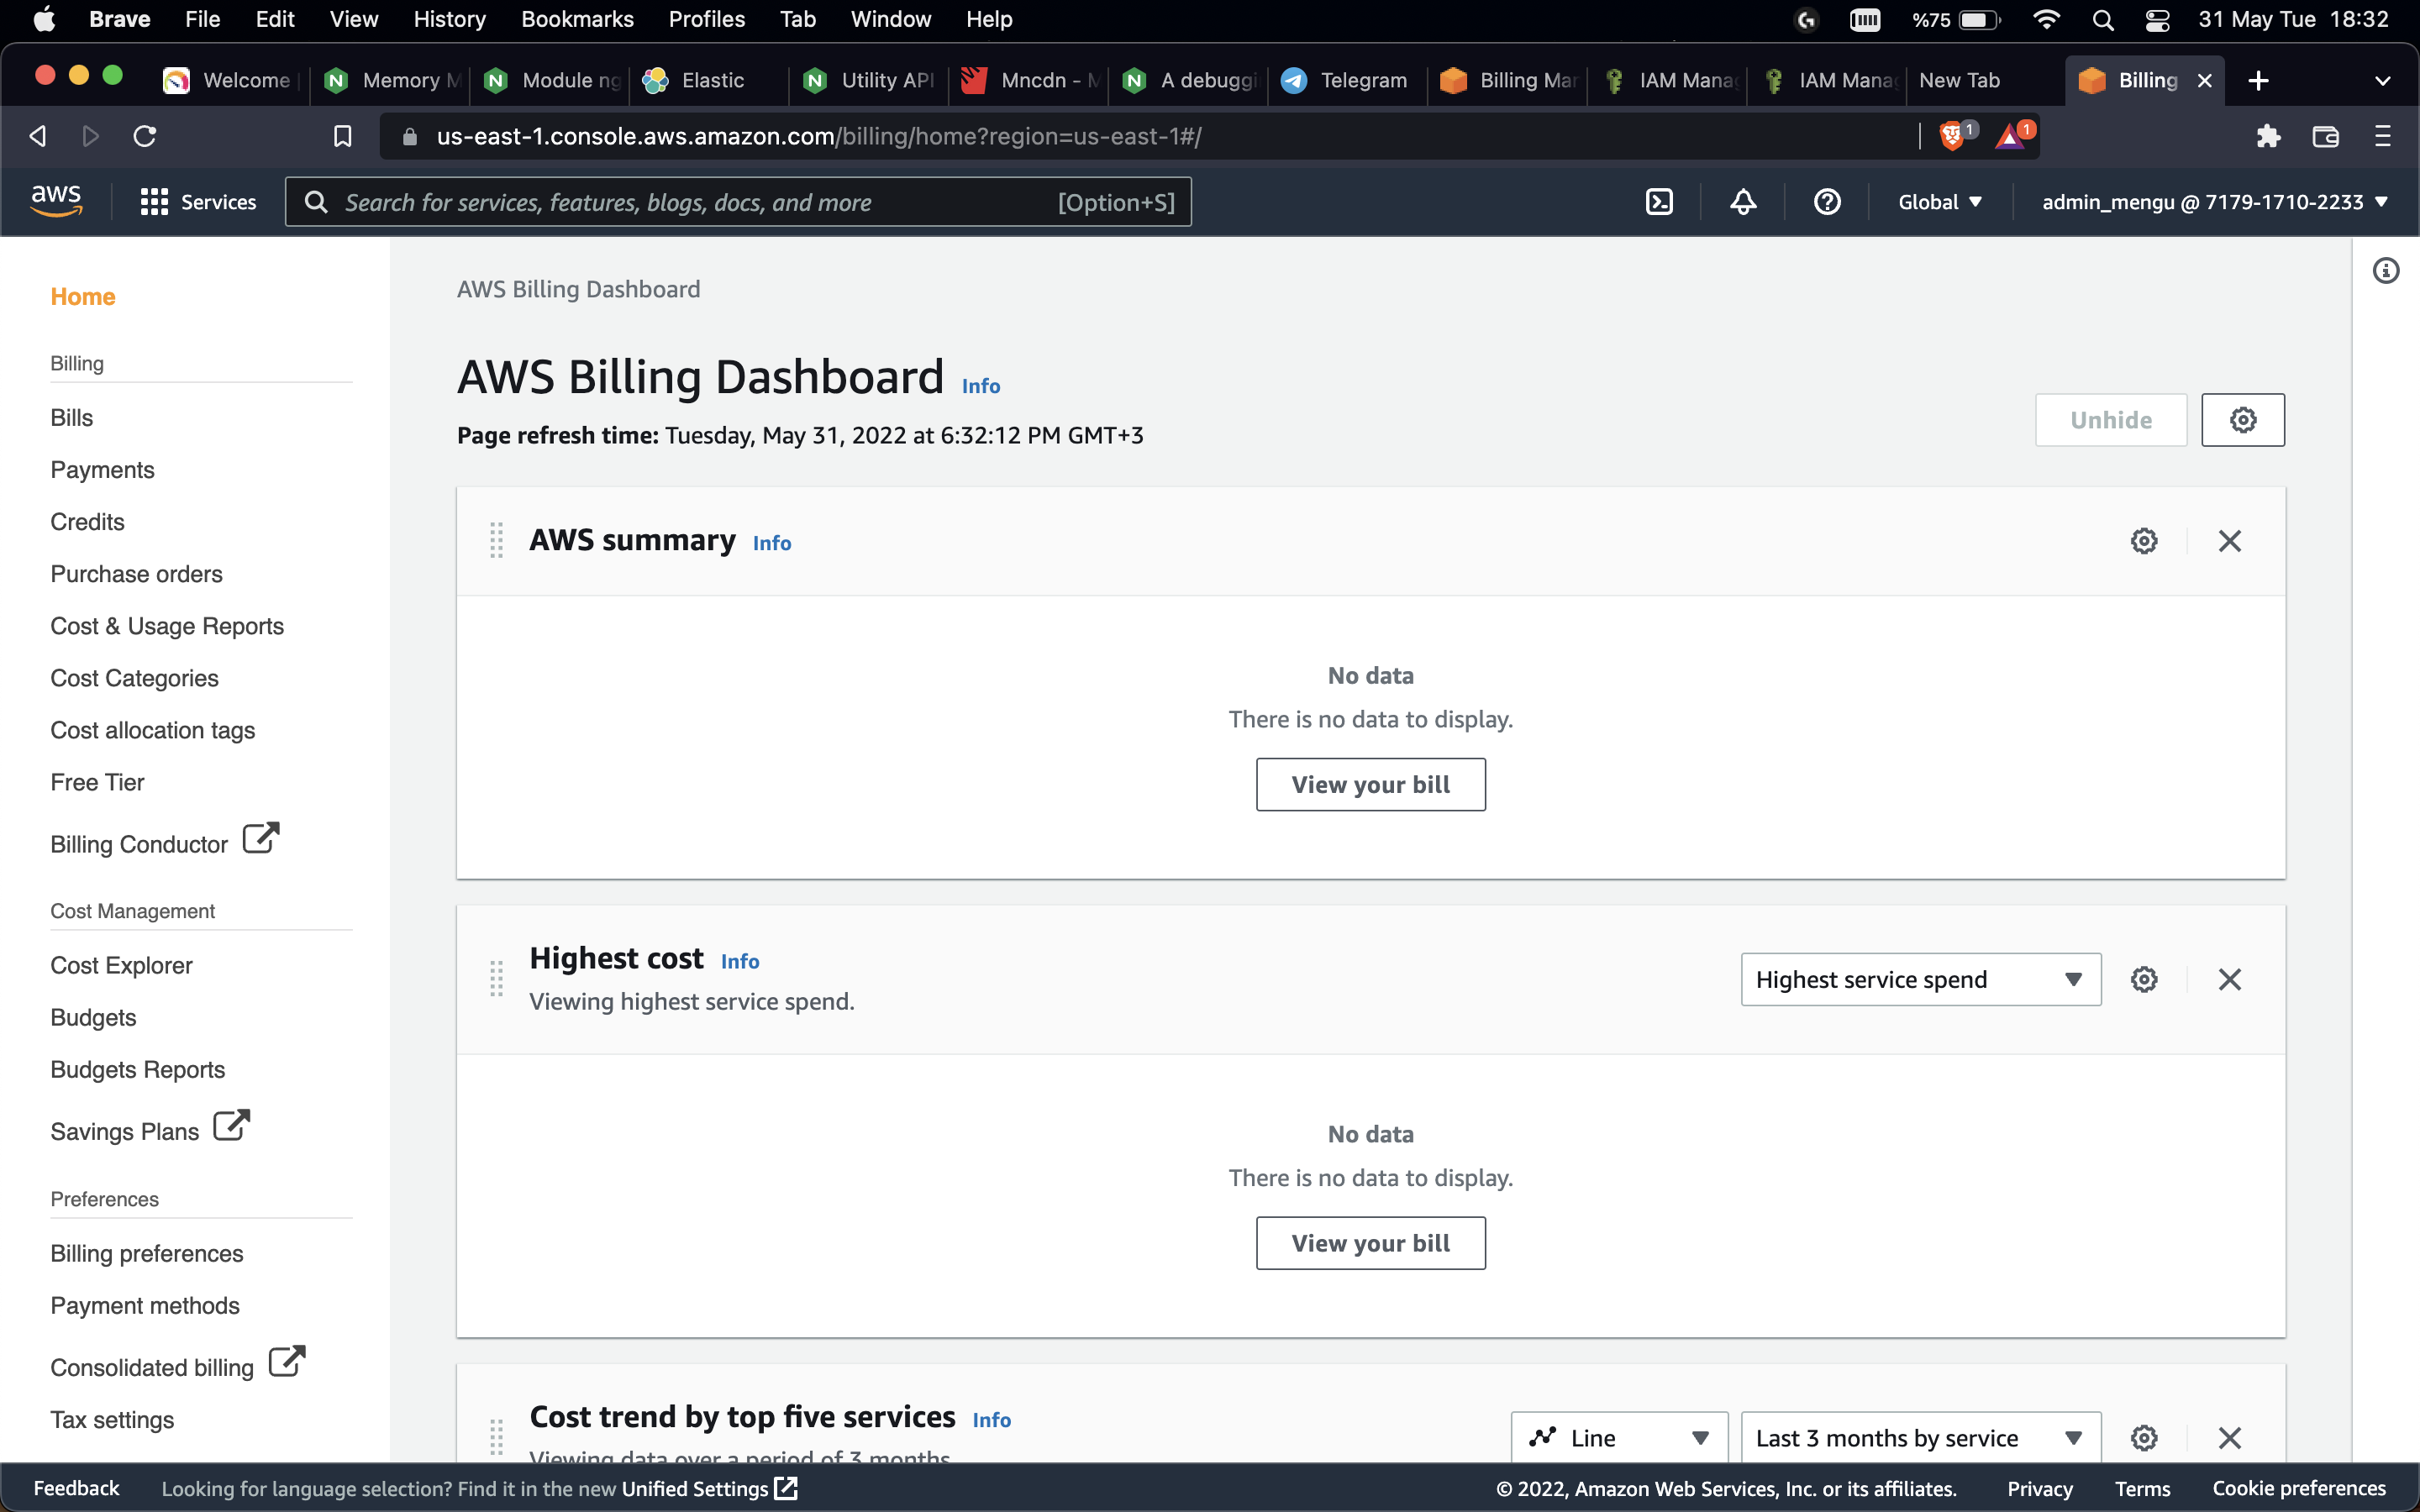 Brave File Edit View History Bookmarks Profiles Tab Window Help %75 31 May Tue 18:32
Welcome Memory M Module ng Elastic Utility API Mncdn - M A debuggi Telegram Billing Mar IAM Manag IAM Manag New Tab Billing
us-east-1.console.aws.amazon.com/billing/home?region=us-east-1#/ 1 1
aws Services Search for services, features, blogs, docs, and more [Option+S] Global admin_mengu @ 7179-1710-2233
Home
Billing
Bills
Payments
Credits
Purchase orders
Cost & Usage Reports
Cost Categories
Cost allocation tags
Free Tier
Billing Conductor
Cost Management
Cost Explorer
Budgets
Budgets Reports
Savings Plans
Preferences
Billing preferences
Payment methods
Consolidated billing
Tax settings
AWS Billing Dashboard
AWS Billing Dashboard Info
Page refresh time: Tuesday, May 31, 2022 at 6:32:12 PM GMT+3
Unhide
AWS summary Info
No data
There is no data to display.
View your bill
Highest cost Info
Viewing highest service spend.
Highest service spend
No data
There is no data to display.
View your bill
Cost trend by top five services Info
Viewing data over a period of 3 months
Line
Last 3 months by service
Feedback Looking for language selection? Find it in the new Unified Settings © 2022, Amazon Web Services, Inc. or its affiliates. Privacy Terms Cookie preferences